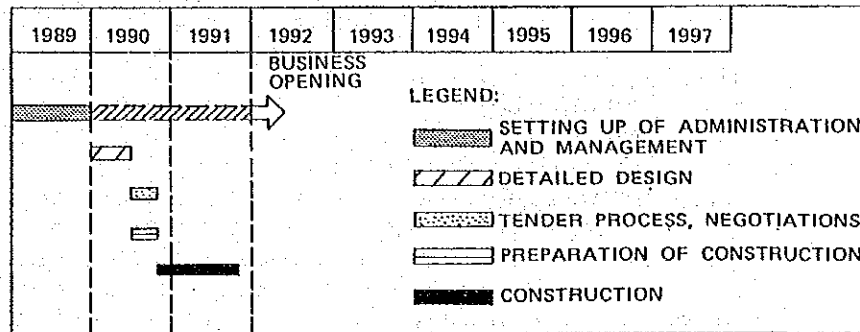 1989 1990 1991 1992 1993 1994 1995 1996 1997
BUSINESS
OPENING
LEGEND:
SETTING UP OF ADMINISTRATION
AND MANAGEMENT
DETAILED DESIGN
TENDER PROCESS, NEGOTIATIONS
PREPARATION OF CONSTRUCTION
CONSTRUCTION